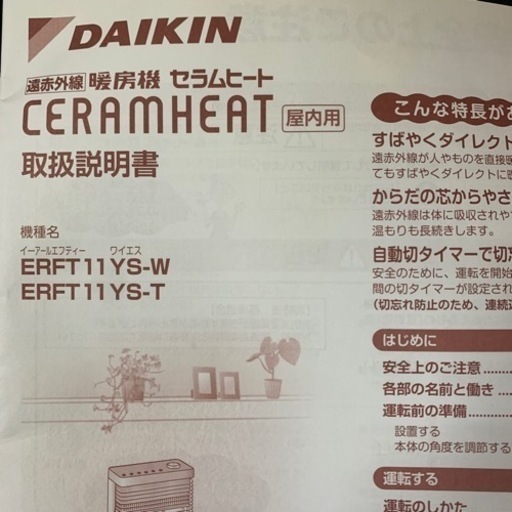 DAIKIN
遠赤外線 暖房機 セラムヒート
CERAMHEAT 屋内用
取扱説明書
機種名
イーアールエフティー ワイエス
ERFT11YS-W
ERFT11YS-T
こんな特長が
すばやくダイレクト
遠赤外線が人やものを直接暖
てもすばやくダイレクトに
からだの芯からやさ
遠赤外線は体に吸収されや
温もりも長続きします。
自動切タイマーで切
安全のために、運転を開始
間の切タイマーが設定され
(切忘れ防止のため、連続
はじめに
安全上のご注意
各部の名前と働き
運転前の準備
設置する
本体の角度を調節する
運転する
運転のしかた